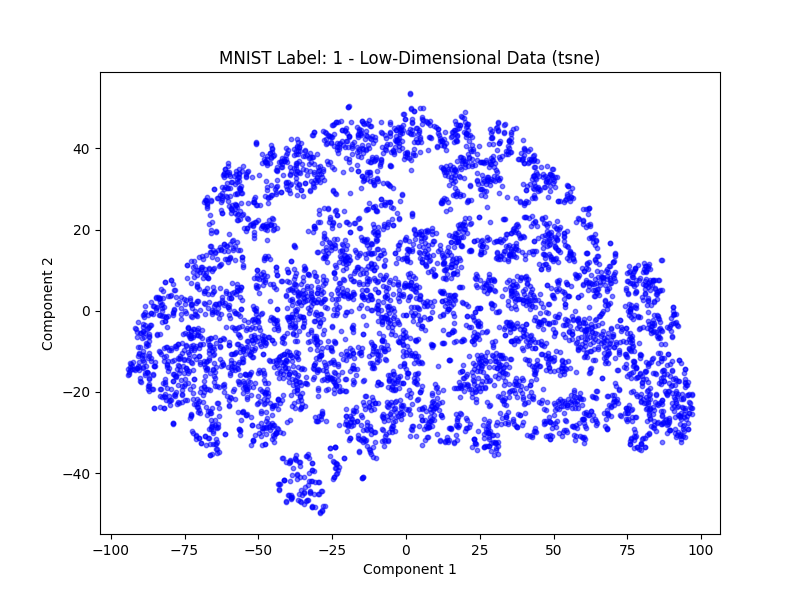 MNIST Label: 1 - Low-Dimensional Data (tsne)
Component 2
40
20
0
−20
−40
−100 −75 −50 −25 0 25 50 75 100
Component 1